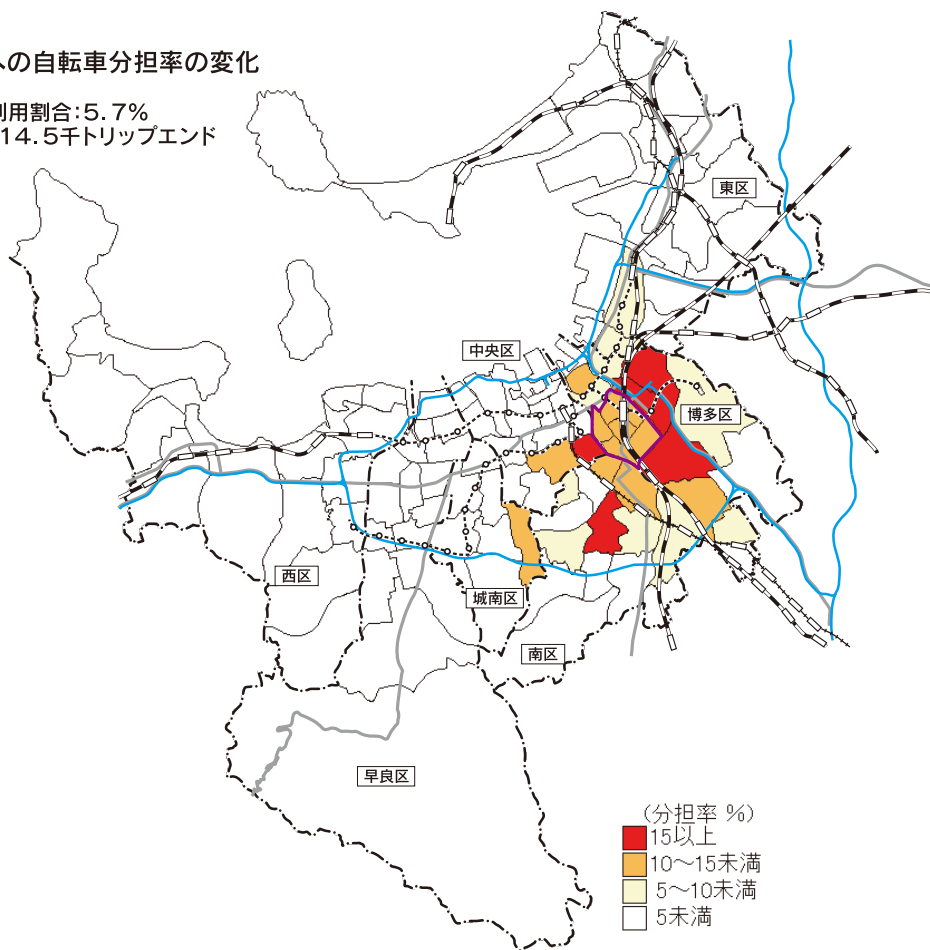 への自転車分担率の変化
利用割合：5.7％
14.5千トリップエンド
東区
中央区
博多区
西区
城南区
南区
早良区
（分担率 ％）
15以上
10～15未満
5～10未満
5未満